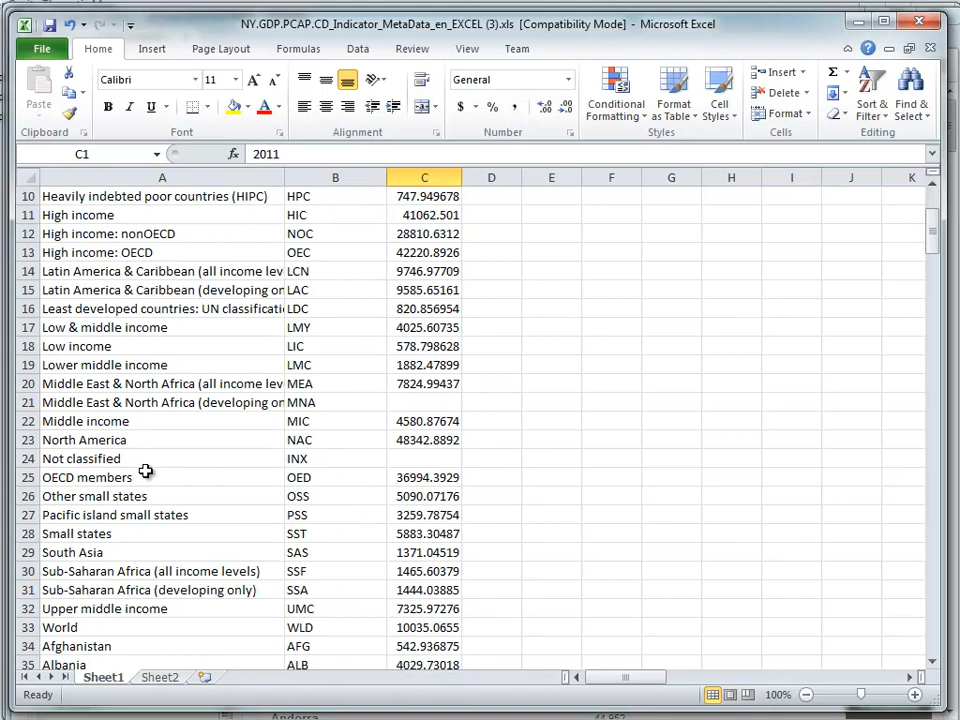 NY.GDP.PCAP.CD_Indicator_MetaData_en_EXCEL (3).xls [Compatibility Mode] - Microsoft Excel
File Home Insert Page Layout Formulas Data Review View Team
Calibri 11 General Insert Delete Format
Paste B I U $ % , Conditional Formatting Format as Table Cell Styles Sort & Filter Find & Select
Clipboard Font Alignment Number Styles Cells Editing
C1 fx 2011
A B C D E F G H I J K
10 Heavily indebted poor countries (HIPC) HPC 747.949678
11 High income HIC 41062.501
12 High income: nonOECD NOC 28810.6312
13 High income: OECD OEC 42220.8926
14 Latin America & Caribbean (all income lev LCN 9746.97709
15 Latin America & Caribbean (developing on LAC 9585.65161
16 Least developed countries: UN classificati LDC 820.856954
17 Low & middle income LMY 4025.60735
18 Low income LIC 578.798628
19 Lower middle income LMC 1882.47899
20 Middle East & North Africa (all income lev MEA 7824.99437
21 Middle East & North Africa (developing on MNA
22 Middle income MIC 4580.87674
23 North America NAC 48342.8892
24 Not classified INX
25 OECD members OED 36994.3929
26 Other small states OSS 5090.07176
27 Pacific island small states PSS 3259.78754
28 Small states SST 5883.30487
29 South Asia SAS 1371.04519
30 Sub-Saharan Africa (all income levels) SSF 1465.60379
31 Sub-Saharan Africa (developing only) SSA 1444.03885
32 Upper middle income UMC 7325.97276
33 World WLD 10035.0655
34 Afghanistan AFG 542.936875
35 Albania ALB 4029.73018
Sheet1 Sheet2
Ready 100%